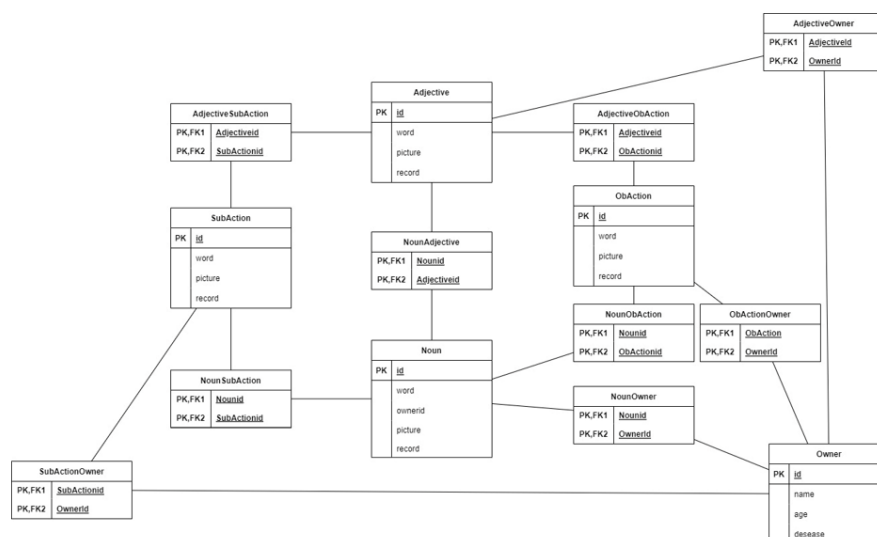 AdjectiveOwner
PK,FK1 AdjectiveId
PK,FK2 OwnerId
Adjective
PK id
word
picture
record
AdjectiveSubAction
PK,FK1 Adjectiveid
PK,FK2 SubActionid
AdjectiveObAction
PK,FK1 Adjectiveid
PK,FK2 ObActionid
SubAction
PK id
word
picture
record
NounAdjective
PK,FK1 Nounid
PK,FK2 Adjectiveid
ObAction
PK id
word
picture
record
NounObAction
PK,FK1 Nounid
PK,FK2 ObActionid
ObActionOwner
PK,FK1 ObAction
PK,FK2 OwnerId
NounSubAction
PK,FK1 Nounid
PK,FK2 SubActionid
Noun
PK id
word
ownerid
picture
record
NounOwner
PK,FK1 Nounid
PK,FK2 OwnerId
SubActionOwner
PK,FK1 SubActionid
PK,FK2 OwnerId
Owner
PK id
name
age
desease